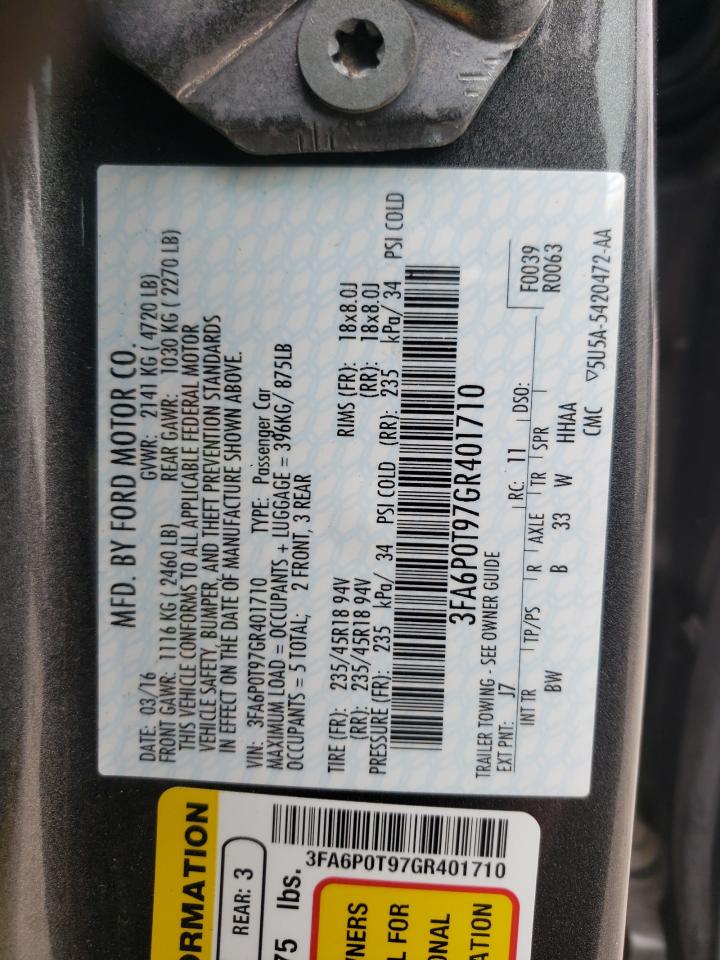 MFD. BY FORD MOTOR CO.
DATE: 03/16 GVWR: 2141 KG ( 4720 LB)
FRONT GAWR: 1116 KG ( 2460 LB) REAR GAWR: 1030 KG ( 2270 LB)
THIS VEHICLE CONFORMS TO ALL APPLICABLE FEDERAL MOTOR
VEHICLE SAFETY, BUMPER, AND THEFT PREVENTION STANDARDS
IN EFFECT ON THE DATE OF MANUFACTURE SHOWN ABOVE.
VIN: 3FA6P0T97GR401710 TYPE: Passenger Car
MAXIMUM LOAD = OCCUPANTS + LUGGAGE = 396KG/ 875LB
OCCUPANTS = 5 TOTAL; 2 FRONT, 3 REAR
TIRE (FR): 235/45R18 94V RIMS (FR): 18x8.0J
(RR): 235/45R18 94V (RR): 18x8.0J
PRESSURE (FR): 235 kPa/ 34 PSI COLD (RR): 235 kPa/ 34 PSI COLD
3FA6P0T97GR401710
TRAILER TOWING - SEE OWNER GUIDE
F0039
R0063
EXT PNT: J7 RC: 11 DSO:
INT TR TP/PS R AXLE TR SPR
BW B 33 W HHAA
CMC ▽5U5A-5420472-AA
ORMATION
REAR: 3
75 lbs.
3FA6P0T97GR401710
NERS
L FOR
ONAL
ATION